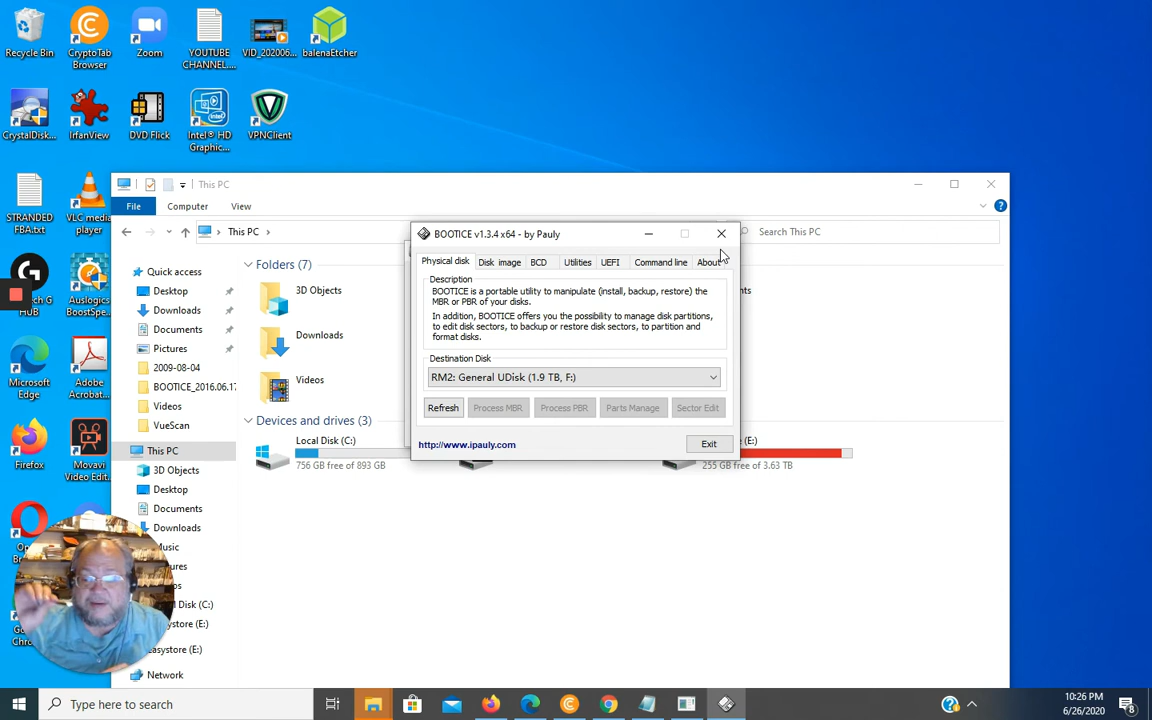 Recycle Bin
CryptoTab
Browser
Zoom
YOUTUBE
CHANNEL....
VID_202006...
balenaEtcher
CrystalDisk...
IrfanView
DVD Flick
Intel® HD
Graphic...
VPNClient
STRANDED
FBA.txt
VLC media
player
G HUB
Auslogics
BoostSpe...
Microsoft
Edge
Adobe
Acrobat...
Firefox
Movavi
Video Edit...
This PC
File
Computer
View
This PC
Search This PC
Quick access
Desktop
Downloads
Documents
Pictures
2009-08-04
BOOTICE_2016.06.17
Videos
VueScan
This PC
3D Objects
Desktop
Documents
Downloads
Music
Network
Folders (7)
3D Objects
Downloads
Videos
Devices and drives (3)
Local Disk (C:)
756 GB free of 893 GB
(E:)
255 GB free of 3.63 TB
BOOTICE v1.3.4 x64 - by Pauly
Physical disk
Disk image
BCD
Utilities
UEFI
Command line
About
Description
BOOTICE is a portable utility to manipulate (install, backup, restore) the
MBR or PBR of your disks.
In addition, BOOTICE offers you the possibility to manage disk partitions,
to edit disk sectors, to backup or restore disk sectors, to partition and
format disks.
Destination Disk
RM2: General UDisk (1.9 TB, F:)
Refresh
Process MBR
Process PBR
Parts Manage
Sector Edit
http://www.ipauly.com
Exit
Type here to search
10:26 PM
6/26/2020
8